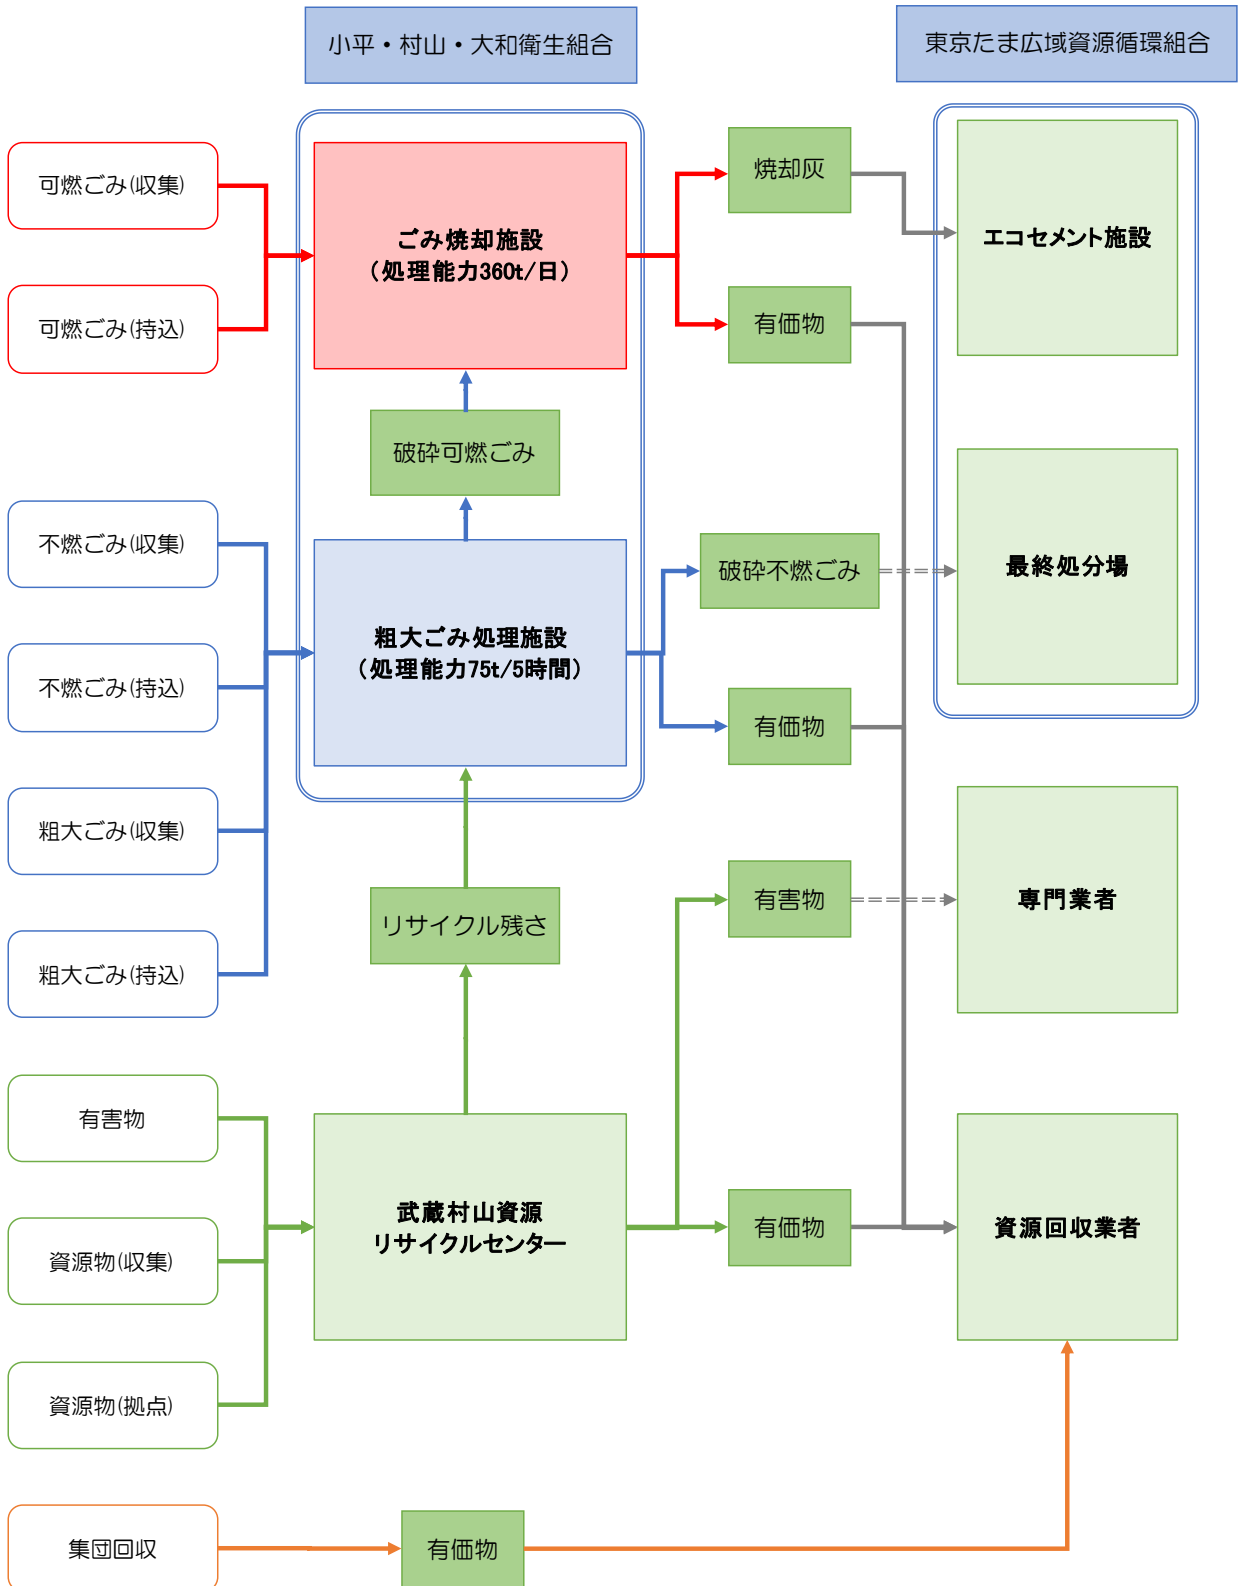 小平・村山・大和衛生組合
東京たま広域資源循環組合
可燃ごみ(収集)
可燃ごみ(持込)
ごみ焼却施設
(処理能力360t/日)
焼却灰
有価物
エコセメント施設
破砕可燃ごみ
不燃ごみ(収集)
不燃ごみ(持込)
粗大ごみ(収集)
粗大ごみ(持込)
粗大ごみ処理施設
(処理能力75t/5時間)
破砕不燃ごみ
有価物
最終処分場
リサイクル残さ
有害物
専門業者
有害物
資源物(収集)
資源物(拠点)
武蔵村山資源
リサイクルセンター
有価物
資源回収業者
集団回収
有価物